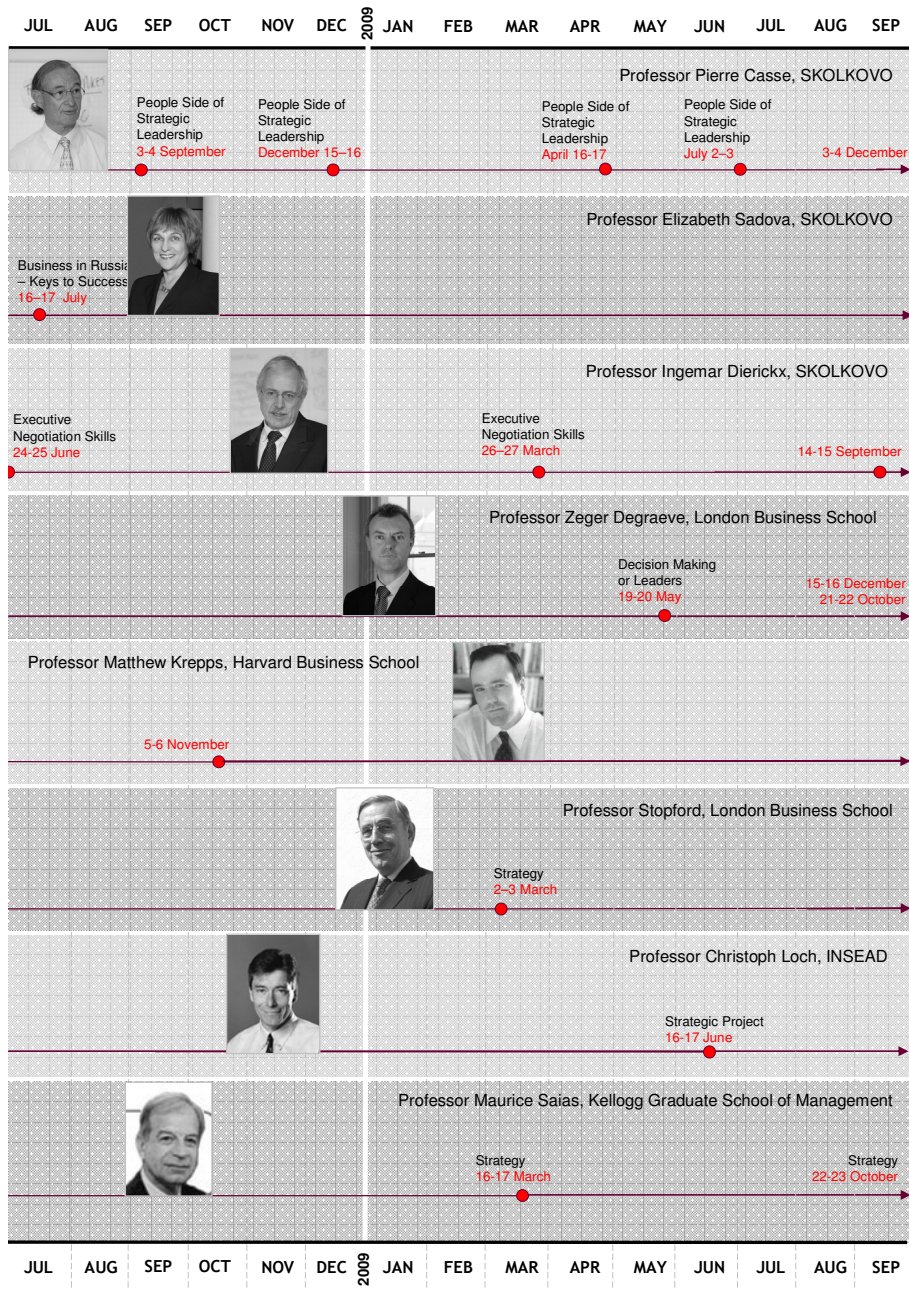 JUL AUG SEP OCT NOV DEC 2009 JAN FEB MAR APR MAY JUN JUL AUG SEP
Professor Pierre Casse, SKOLKOVO
People Side of
Strategic
Leadership
3-4 September
People Side of
Strategic
Leadership
December 15–16
People Side of
Strategic
Leadership
April 16-17
People Side of
Strategic
Leadership
July 2–3
3-4 December
Professor Elizabeth Sadova, SKOLKOVO
Business in Russia
– Keys to Success
16–17 July
Professor Ingemar Dierickx, SKOLKOVO
Executive
Negotiation Skills
24-25 June
Executive
Negotiation Skills
26–27 March
14-15 September
Professor Zeger Degraeve, London Business School
Decision Making
or Leaders
19-20 May
15-16 December
21-22 October
Professor Matthew Krepps, Harvard Business School
5-6 November
Professor Stopford, London Business School
Strategy
2–3 March
Professor Christoph Loch, INSEAD
Strategic Project
16-17 June
Professor Maurice Saias, Kellogg Graduate School of Management
Strategy
16-17 March
Strategy
22-23 October
JUL AUG SEP OCT NOV DEC 2009 JAN FEB MAR APR MAY JUN JUL AUG SEP